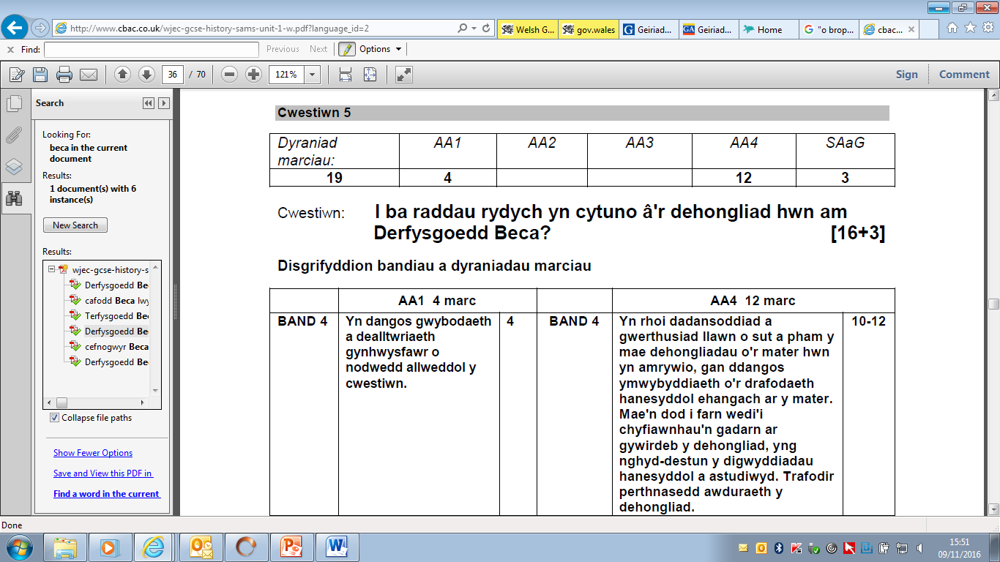 http://www.cbac.co.uk/wjec-gcse-history-sams-unit-1-w.pdf?language_id=2
Welsh G...
gov.wales
Geiriad...
Geiriad...
Home
"o brop...
cbac...
x Find:
Previous Next
Options
36 / 70
121%
Sign
Comment
Search
Looking For:
beca in the current
document
Results:
1 document(s) with 6
instance(s)
New Search
Results:
wjec-gcse-history-s
Derfysgoedd Bec
cafodd Beca lwy
Terfysgoedd Bec
Derfysgoedd Bec
cefnogwyr Beca
Derfysgoedd Bec
Collapse file paths
Show Fewer Options
Save and View this PDF in
Find a word in the current
Cwestiwn 5
Dyraniad marciau: AA1 AA2 AA3 AA4 SAaG
19 4 12 3
Cwestiwn: I ba raddau rydych yn cytuno â'r dehongliad hwn am
Derfysgoedd Beca? [16+3]
Disgrifyddion bandiau a dyraniadau marciau
AA1 4 marc
AA4 12 marc
BAND 4
Yn dangos gwybodaeth
a dealltwriaeth
gynhwysfawr o
nodwedd allweddol y
cwestiwn.
4
BAND 4
Yn rhoi dadansoddiad a
gwerthusiad llawn o sut a pham y
mae dehongliadau o'r mater hwn
yn amrywio, gan ddangos
ymwybyddiaeth o'r drafodaeth
hanesyddol ehangach ar y mater.
Mae'n dod i farn wedi'i
chyfiawnhau'n gadarn ar
gywirdeb y dehongliad, yng
nghyd-destun y digwyddiadau
hanesyddol a astudiwyd. Trafodir
perthnasedd awduraeth y
dehongliad.
10-12
Done
15:51
09/11/2016